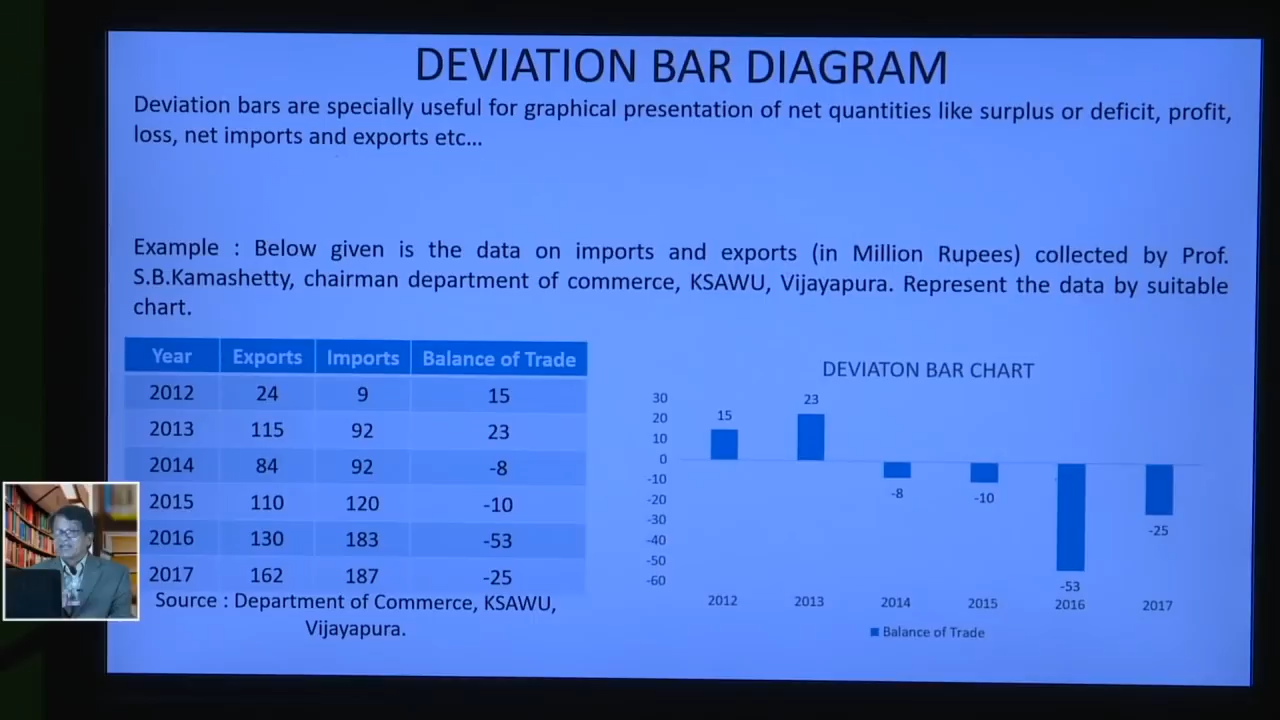 DEVIATION BAR DIAGRAM
Deviation bars are specially useful for graphical presentation of net quantities like surplus or deficit, profit,
loss, net imports and exports etc...
Example : Below given is the data on imports and exports (in Million Rupees) collected by Prof.
S.B.Kamashetty, chairman department of commerce, KSAWU, Vijayapura. Represent the data by suitable
chart.
Year Exports Imports Balance of Trade
2012 24 9 15
2013 115 92 23
2014 84 92 -8
2015 110 120 -10
2016 130 183 -53
2017 162 187 -25
Source : Department of Commerce, KSAWU,
Vijayapura.
DEVIATON BAR CHART
30
20
10
0
-10
-20
-30
-40
-50
-60
15
23
-8
-10
-53
-25
2012 2013 2014 2015 2016 2017
Balance of Trade